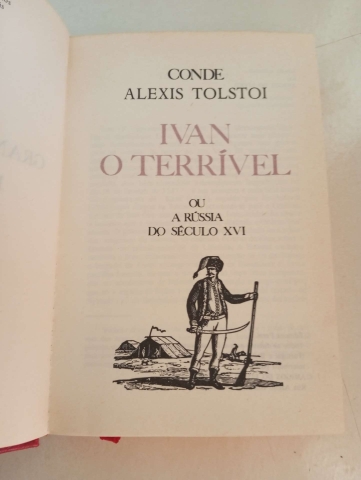 CONDE
ALEXIS TOLSTOI
IVAN
O TERRÍVEL
OU
A RÚSSIA
DO SÉCULO XVI